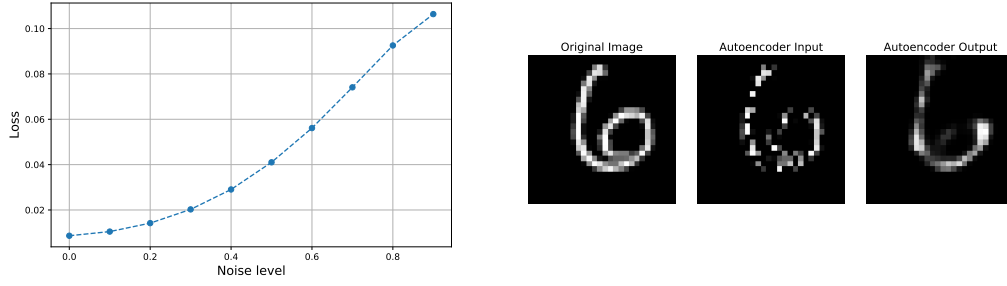 0.10
0.08
0.06
0.04
0.02
Loss
0.0 0.2 0.4 0.6 0.8
Noise level
Original Image
Autoencoder Input
Autoencoder Output